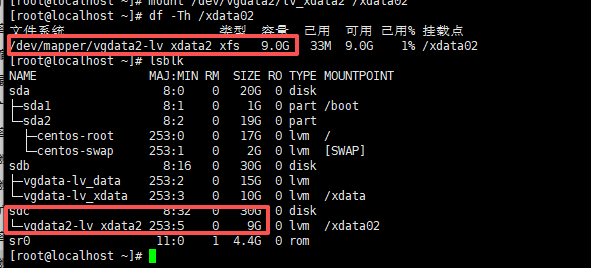 [root@localhost ~]# mount /dev/vgdata2/lv_xdata2 /xdata02
[root@localhost ~]# df -Th /xdata02
文件系统 类型 容量 已用 可用 已用% 挂载点
/dev/mapper/vgdata2-lv_xdata2 xfs 9.0G 33M 9.0G 1% /xdata02
[root@localhost ~]# lsblk
NAME MAJ:MIN RM SIZE RO TYPE MOUNTPOINT
sda 8:0 0 20G 0 disk
├─sda1 8:1 0 1G 0 part /boot
└─sda2 8:2 0 19G 0 part
├─centos-root 253:0 0 17G 0 lvm /
└─centos-swap 253:1 0 2G 0 lvm [SWAP]
sdb 8:16 0 30G 0 disk
├─vgdata-lv_data 253:2 0 15G 0 lvm
└─vgdata-lv_xdata 253:3 0 10G 0 lvm /xdata
sdc 8:32 0 30G 0 disk
└─vgdata2-lv_xdata2 253:5 0 9G 0 lvm /xdata02
sr0 11:0 1 4.4G 0 rom
[root@localhost ~]#